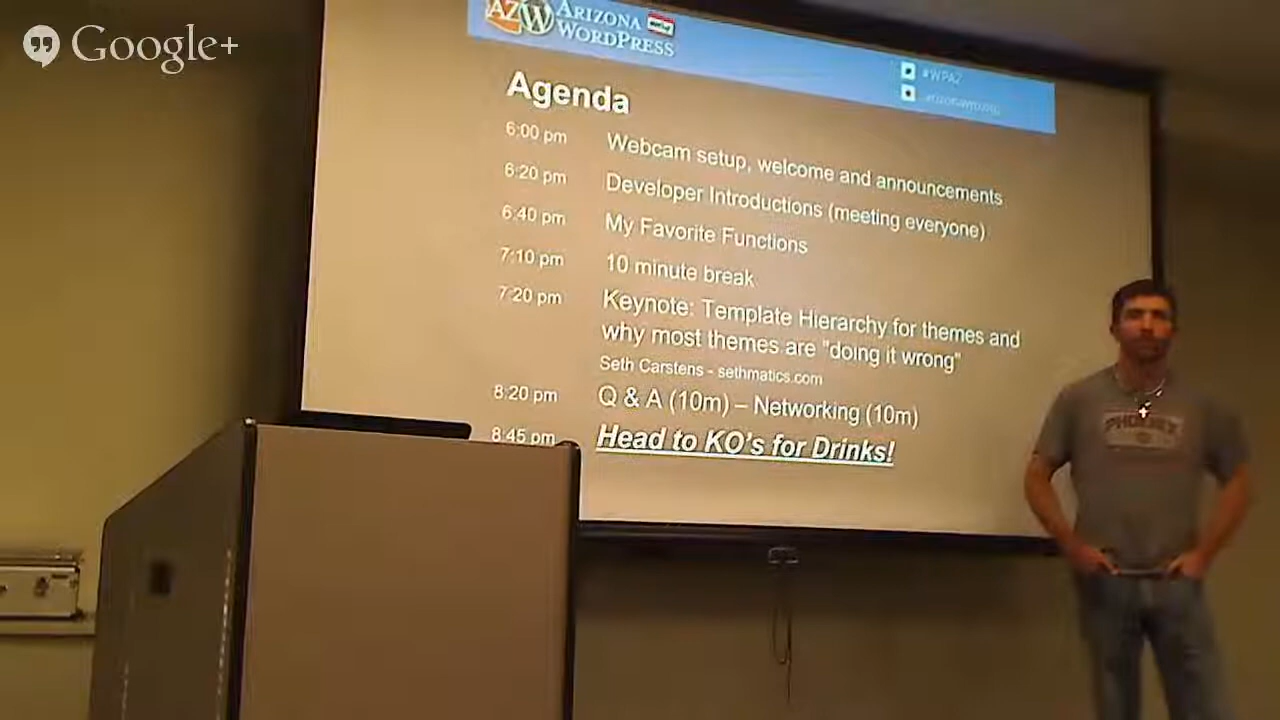 Google+
AZW ARIZONA
WORDPRESS
#WPAZ
Agenda
6:00 pm Webcam setup, welcome and announcements
6:20 pm Developer Introductions (meeting everyone)
6:40 pm My Favorite Functions
7:10 pm 10 minute break
7:20 pm Keynote: Template Hierarchy for themes and
why most themes are "doing it wrong"
Seth Carstens - sethmatics.com
8:20 pm Q & A (10m) – Networking (10m)
8:45 pm Head to KO's for Drinks!
PHOENIX